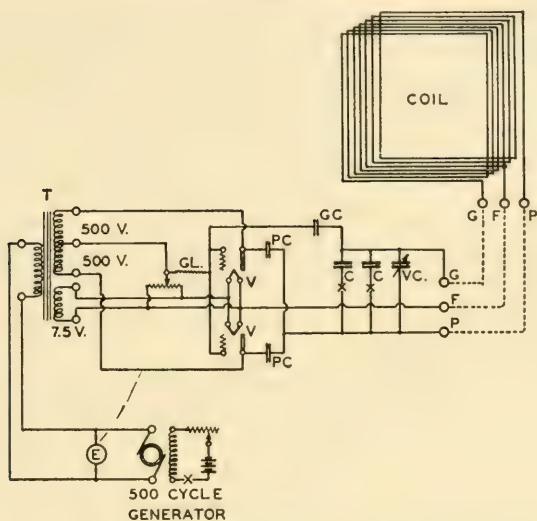 COIL
G F P
T
500 V.
500 V.
7.5 V.
GL.
V
V
PC
PC
GC
C
C
VC.
G
F
P
E
500 CYCLE
GENERATOR